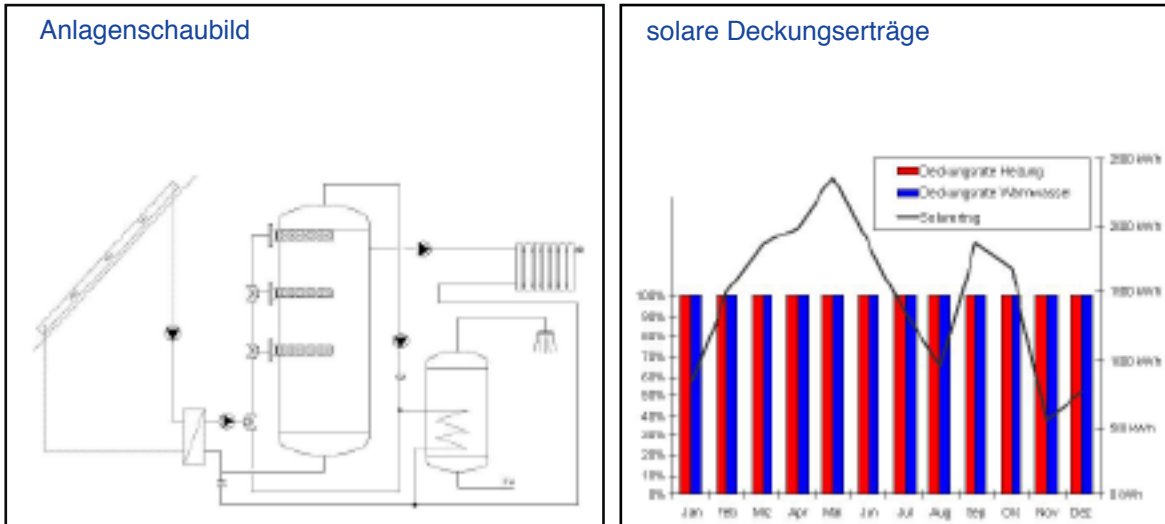 Anlagenschaubild
solare Deckungserträge
2500 kWh
Deckungsrate Heizung
Deckungsrate Warmwasser
Solarertrag
2000 kWh
1500 kWh
1000 kWh
500 kWh
0 kWh
100%
90%
80%
70%
60%
50%
40%
30%
20%
10%
0%
Jan Feb Mrz Apr Mai Jun Jul Aug Sep Okt Nov Dez